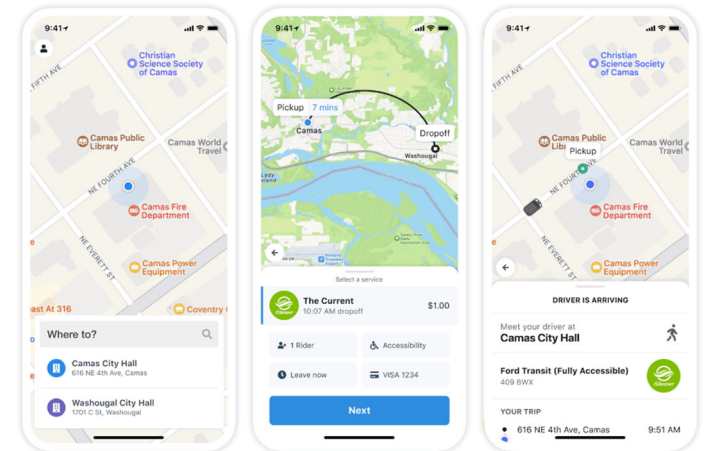 9:41
Christian
Science Society
of Camas
FIFTH AVE
Camas Public
Library
Camas World
Travel
NE FOURTH AVE
Camas Fire
Department
NE EVERETT ST
Camas Power
Equipment
ast At 316
Coventry
Where to?
Camas City Hall
616 NE 4th Ave, Camas
Washougal City Hall
1701 C St, Washougal
9:41
Pickup 7 mins
Camas
Dropoff
Washougal
Lady
Island
Select a service
The Current
10:07 AM dropoff
$1.00
1 Rider
Accessibility
Leave now
VISA 1234
Next
9:41
Christian
Science Society
of Camas
FIFTH AVE
Camas Public
Libr
Camas World
Travel
Pickup
NE FOURTH AVE
Camas Fire
Department
NE EVERETT ST
Camas Power
Equipment
DRIVER IS ARRIVING
Meet your driver at
Camas City Hall
Ford Transit (Fully Accessible)
409 BWX
YOUR TRIP
616 NE 4th Ave, Camas 9:51 AM